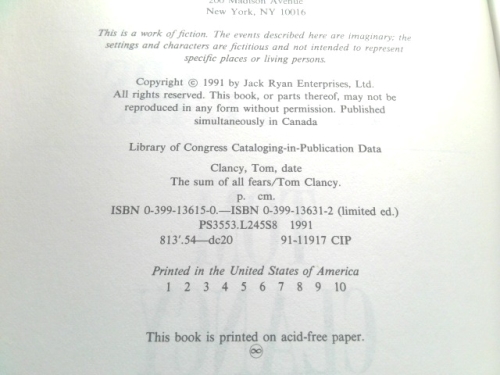 200 Madison Avenue
New York, NY 10016
This is a work of fiction. The events described here are imaginary; the
settings and characters are fictitious and not intended to represent
specific places or living persons.
Copyright © 1991 by Jack Ryan Enterprises, Ltd.
All rights reserved. This book, or parts thereof, may not be
reproduced in any form without permission. Published
simultaneously in Canada
Library of Congress Cataloging-in-Publication Data
Clancy, Tom, date
The sum of all fears/Tom Clancy.
p. cm.
ISBN 0-399-13615-0.—ISBN 0-399-13631-2 (limited ed.)
PS3553.L245S8 1991
813'.54—dc20 91-11917 CIP
Printed in the United States of America
1 2 3 4 5 6 7 8 9 10
This book is printed on acid-free paper.
♾